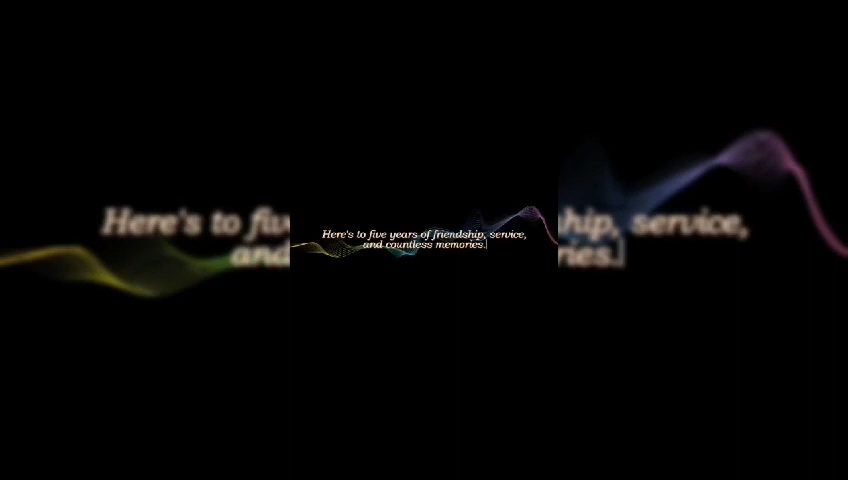 Here's to five years of friendship, service,
and countless memories.